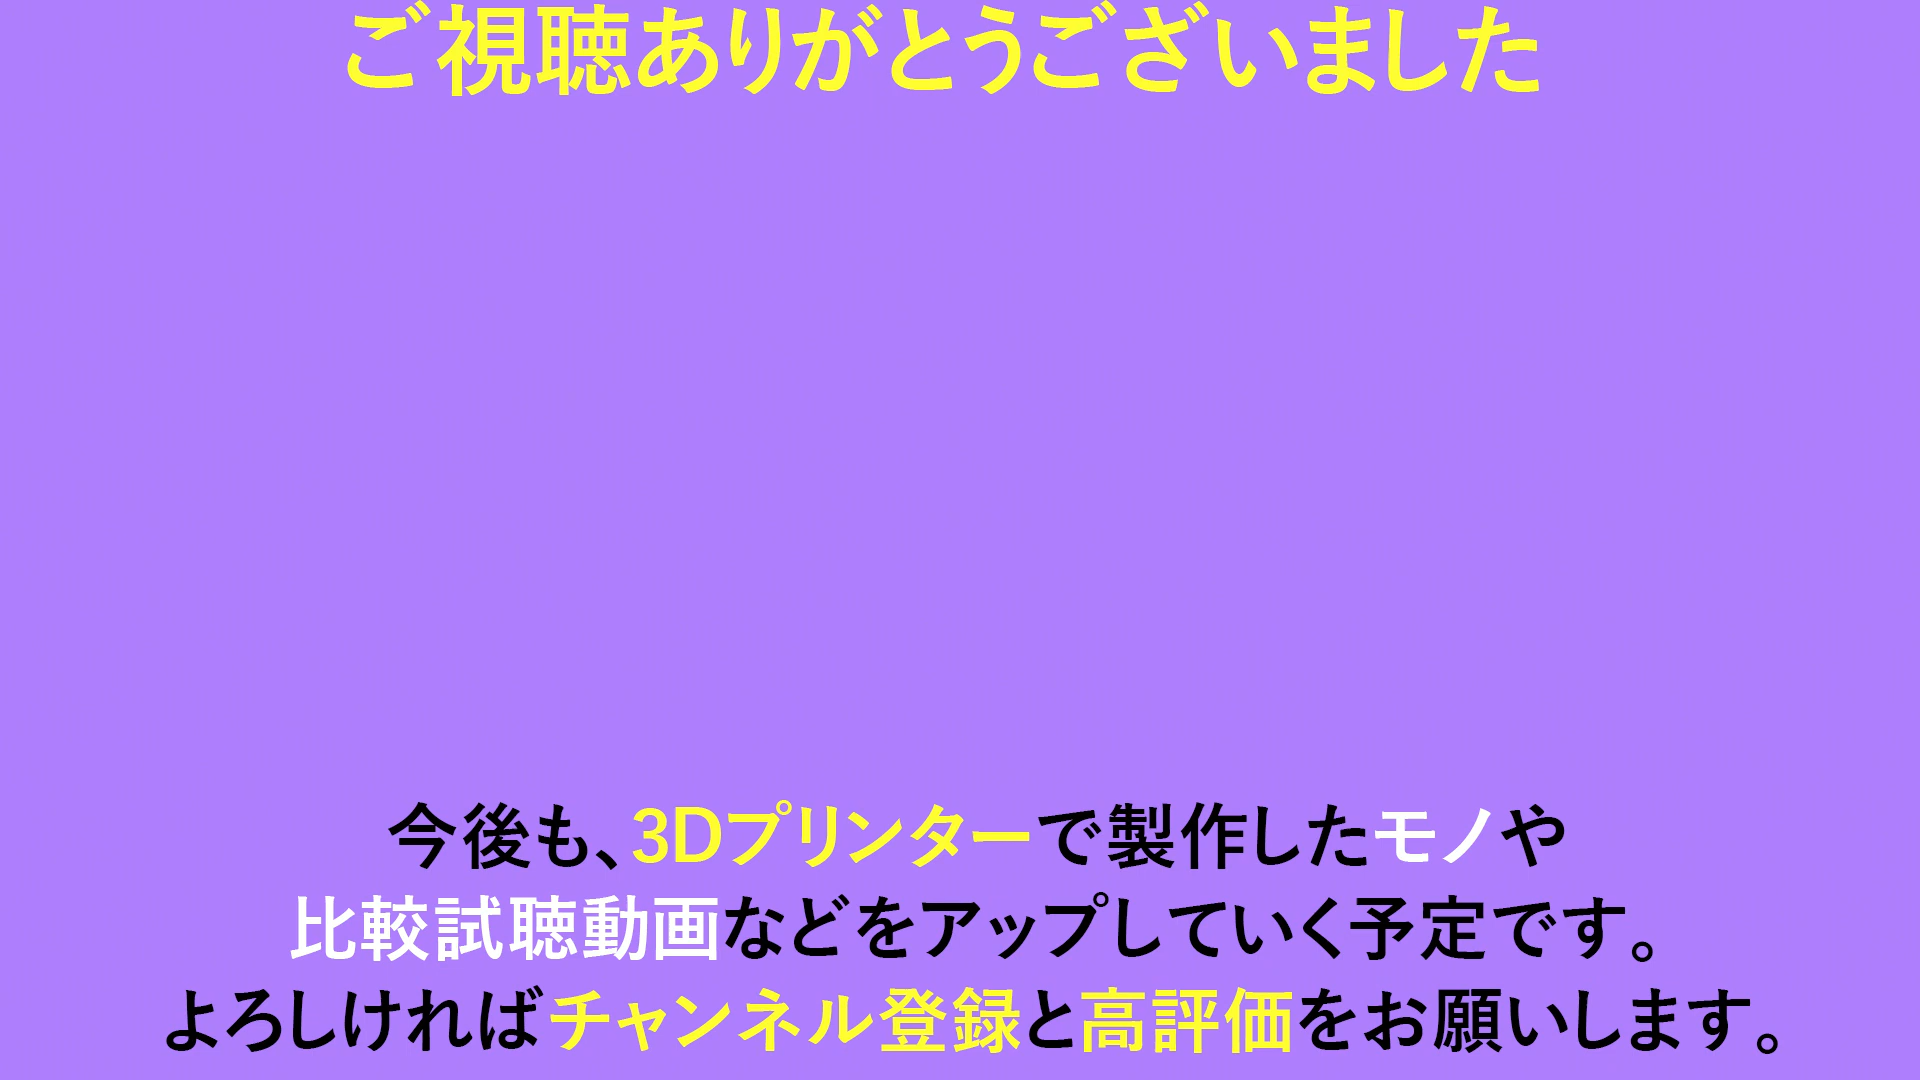 ご視聴ありがとうございました
今後も、3Dプリンターで製作したモノや
比較試聴動画などをアップしていく予定です。
よろしければチャンネル登録と高評価をお願いします。